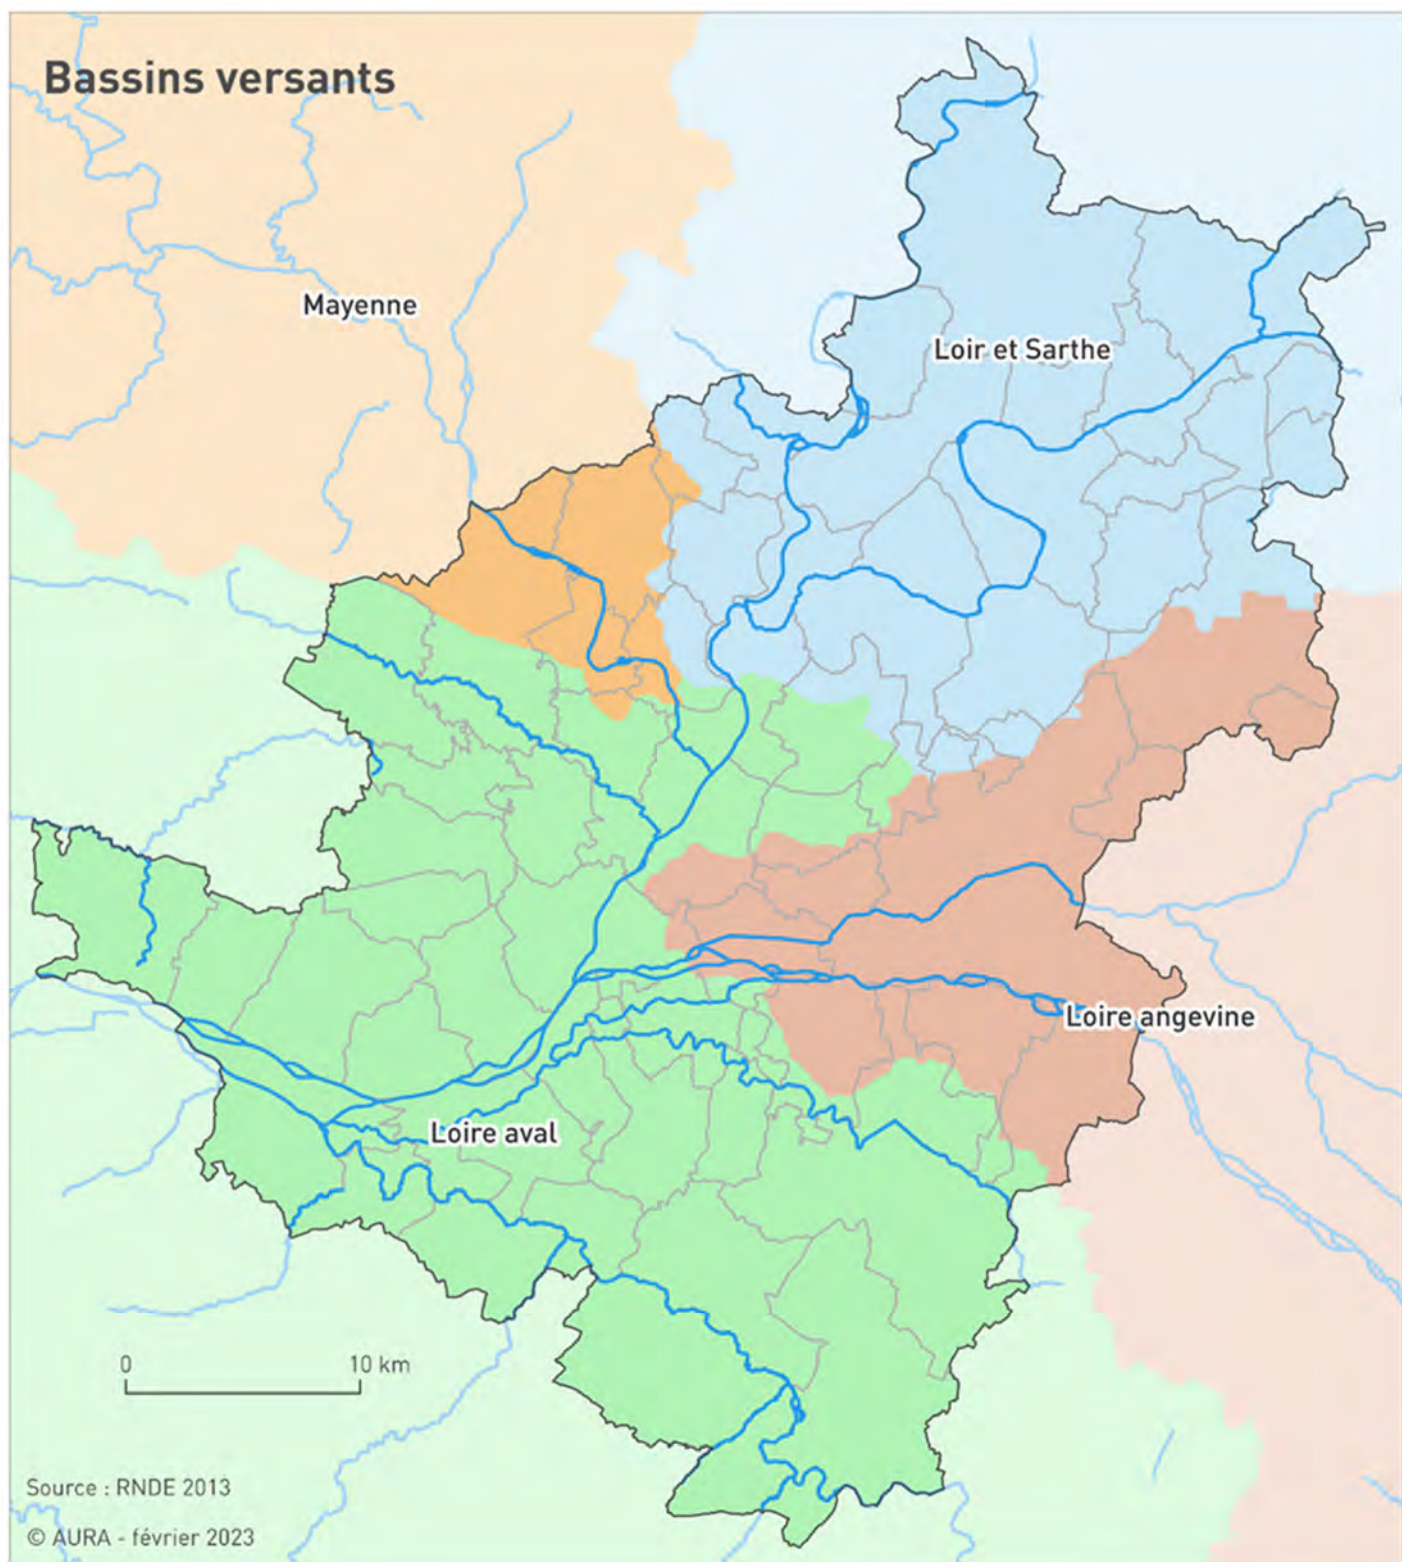 Bassins versants
Mayenne
Loir et Sarthe
Loire angevine
Loire aval
0 10 km
Source : RNDE 2013
© AURA - février 2023